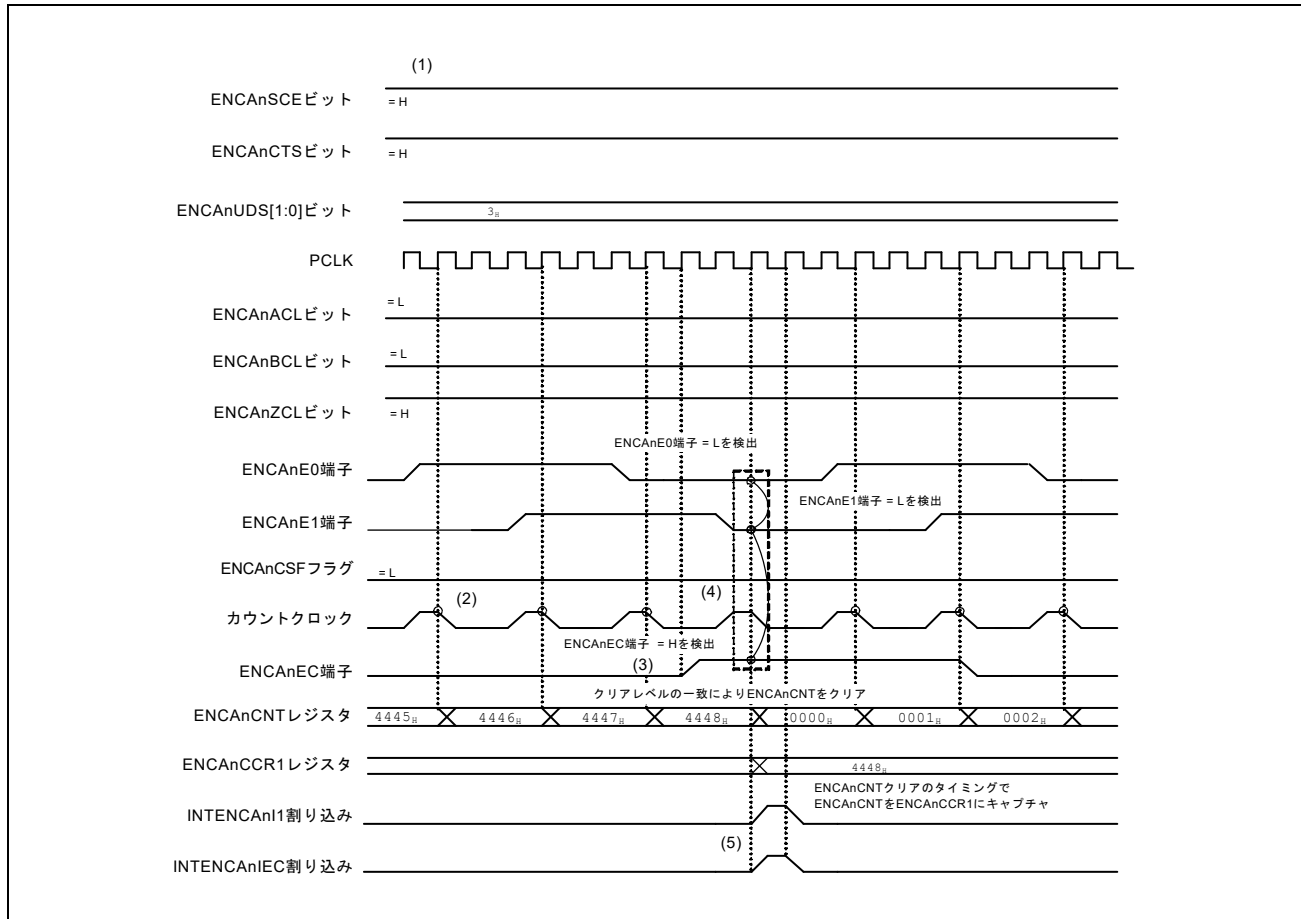 (1)
ENCAnSCEビット
= H
ENCAnCTSビット
= H
ENCAnUDS[1:0]ビット
3H
PCLK
ENCAnACLビット
= L
ENCAnBCLビット
= L
ENCAnZCLビット
= H
ENCAnE0端子 = Lを検出
ENCAnE0端子
ENCAnE1端子 = Lを検出
ENCAnE1端子
ENCAnCSFフラグ
= L
(2)
(4)
カウントクロック
ENCAnEC端子 = Hを検出
(3)
ENCAnEC端子
クリアレベルの一致によりENCAnCNTをクリア
ENCAnCNTレジスタ
4445H 4446H 4447H 4448H 0000H 0001H 0002H
ENCAnCCR1レジスタ
4448H
ENCAnCNTクリアのタイミングで
ENCAnCNTをENCAnCCR1にキャプチャ
INTENCAnI1割り込み
(5)
INTENCAnIEC割り込み